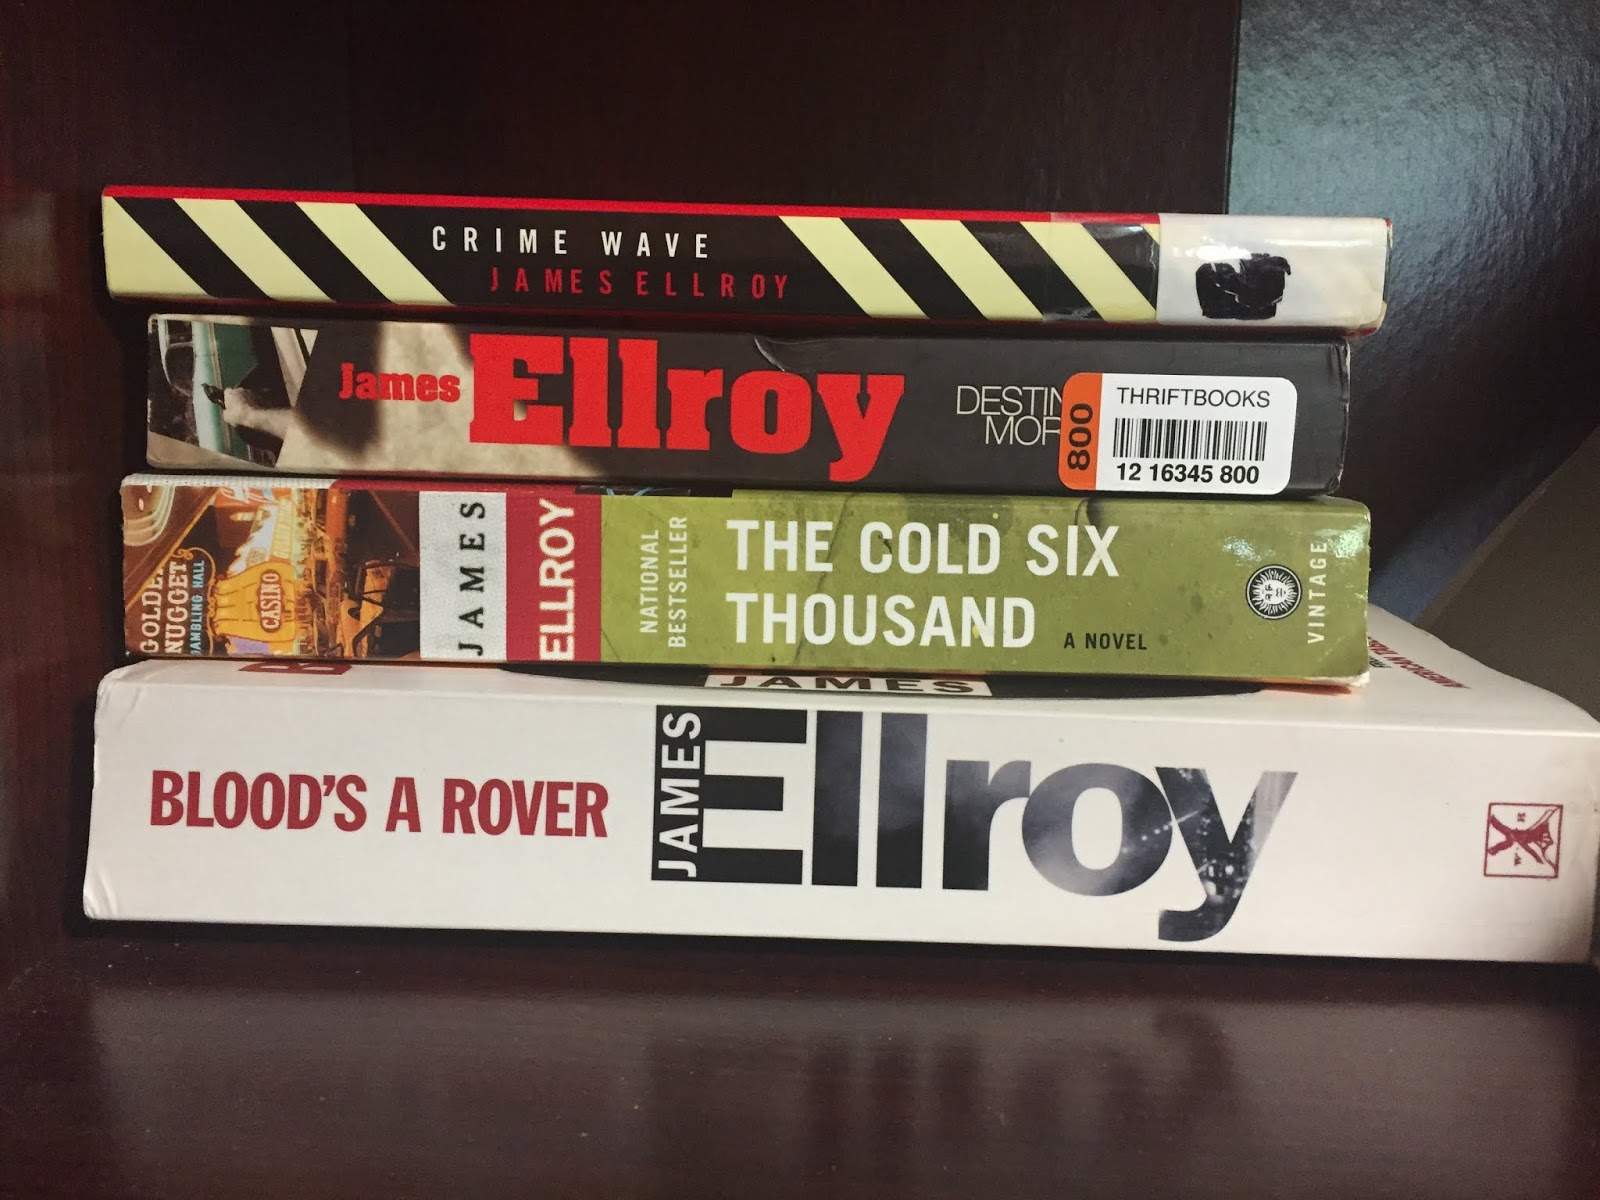 CRIME WAVE
JAMES ELLROY
James Ellroy
DESTIN
MOR
800
THRIFTBOOKS
12 16345 800
GOLDE
NUGGET
GAMBLING HALL
CASINO
JAMES
ELLROY
NATIONAL
BESTSELLER
THE COLD SIX
THOUSAND
A NOVEL
VINTAGE
JAMES
BLOOD'S A ROVER
JAMES
Ellroy
W H